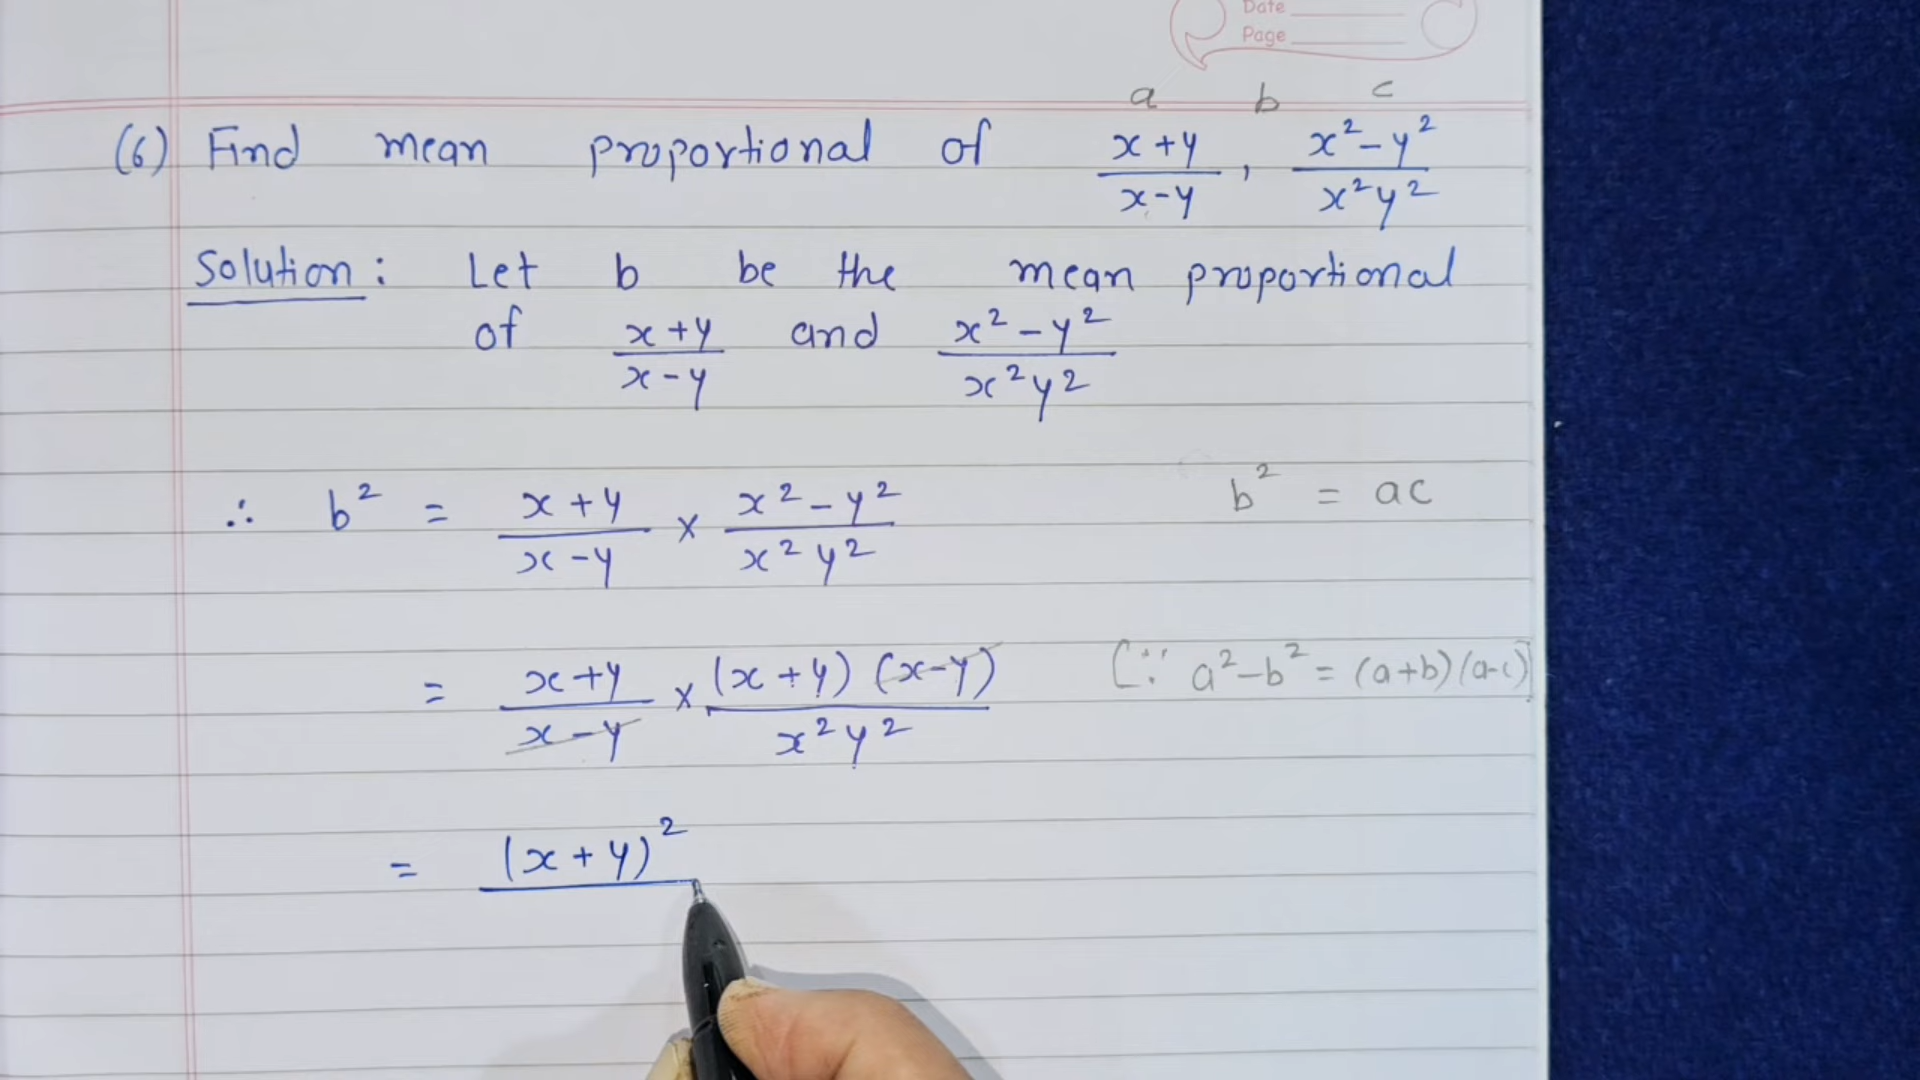 Date
Page
a b c
(6) Find mean proportional of x+y/x-y , x²-y²/x²y²
Solution : Let b be the mean proportional
of x+y/x-y and x²-y²/x²y²
∴ b² = x+y/x-y × x²-y²/x²y² b² = ac
= x+y/x-y × (x+y)(x-y)/x²y² [∵ a²-b² = (a+b)(a-c)]
= (x+y)²